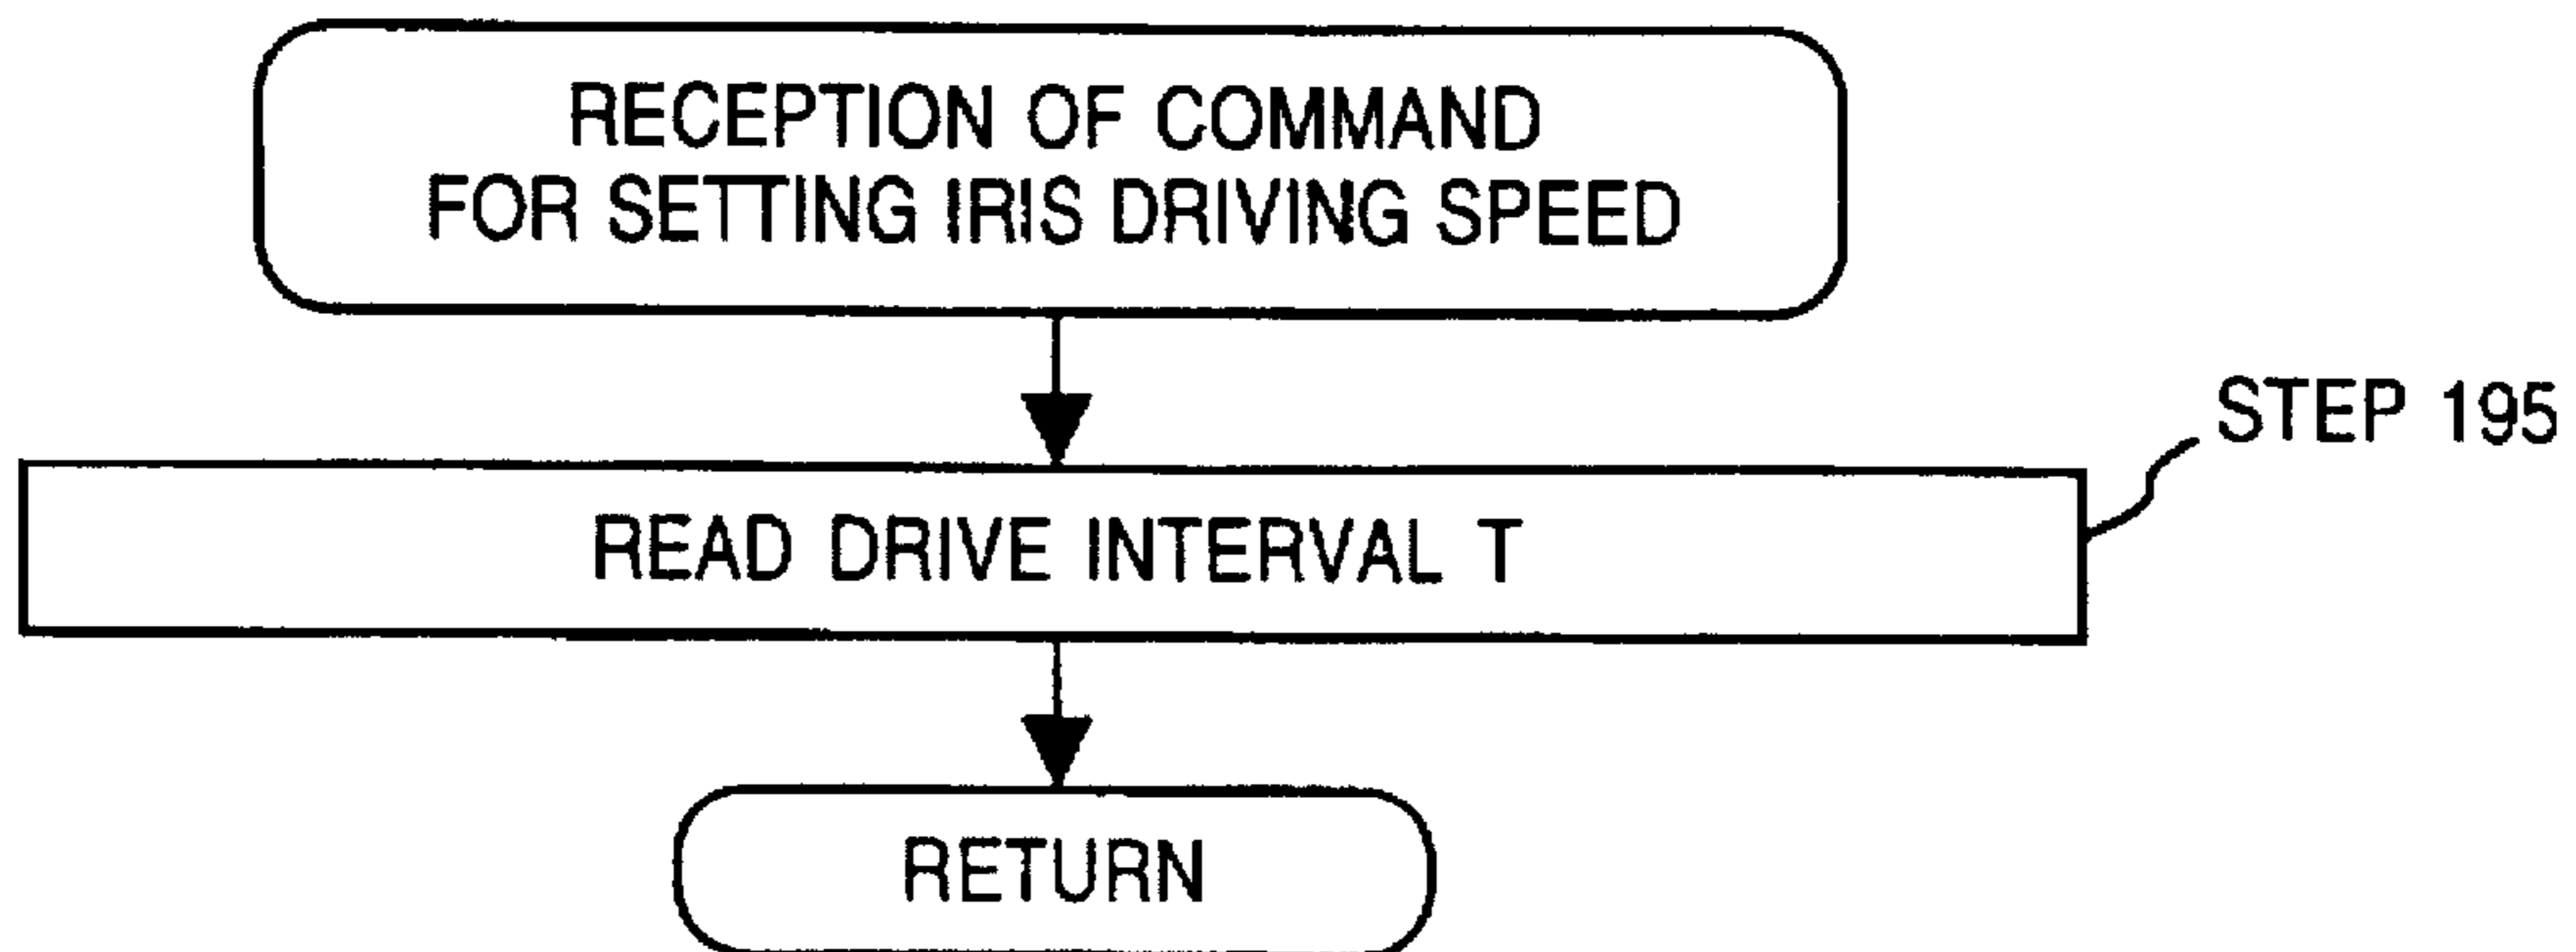 RECEPTION OF COMMAND
FOR SETTING IRIS DRIVING SPEED
STEP 195
READ DRIVE INTERVAL T
RETURN